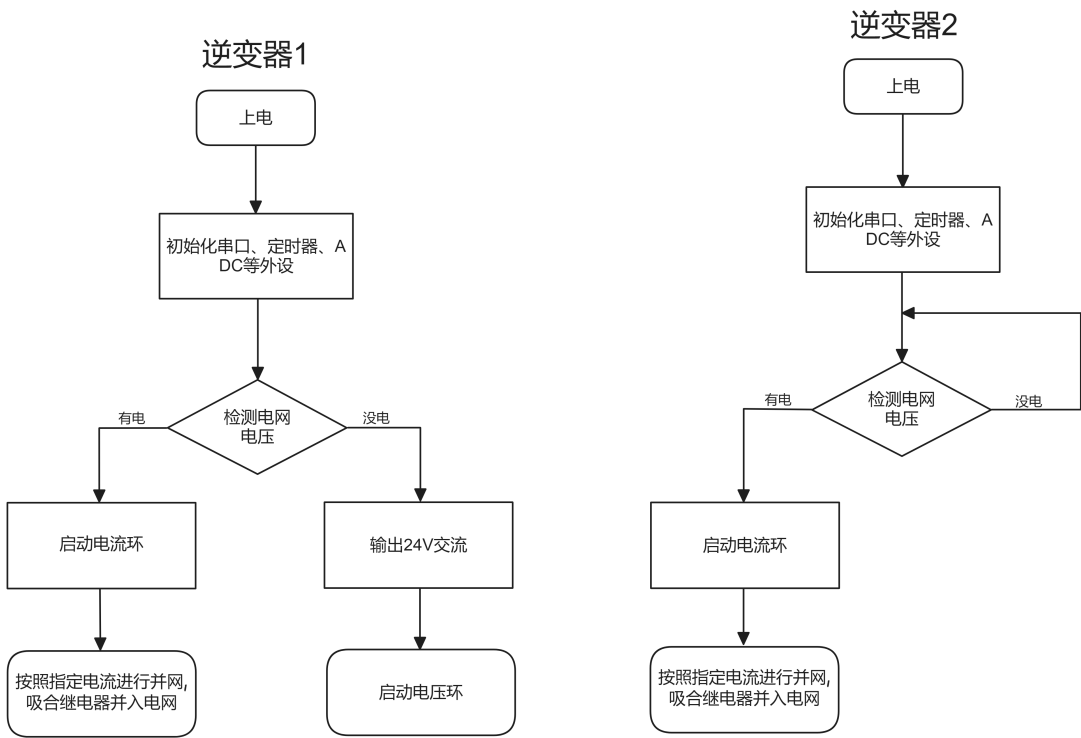 逆变器1
上电
初始化串口、定时器、A
DC等外设
检测电网
电压
有电
没电
启动电流环
输出24V交流
按照指定电流进行并网,
吸合继电器并入电网
启动电压环
逆变器2
上电
初始化串口、定时器、A
DC等外设
检测电网
电压
有电
没电
启动电流环
按照指定电流进行并网,
吸合继电器并入电网